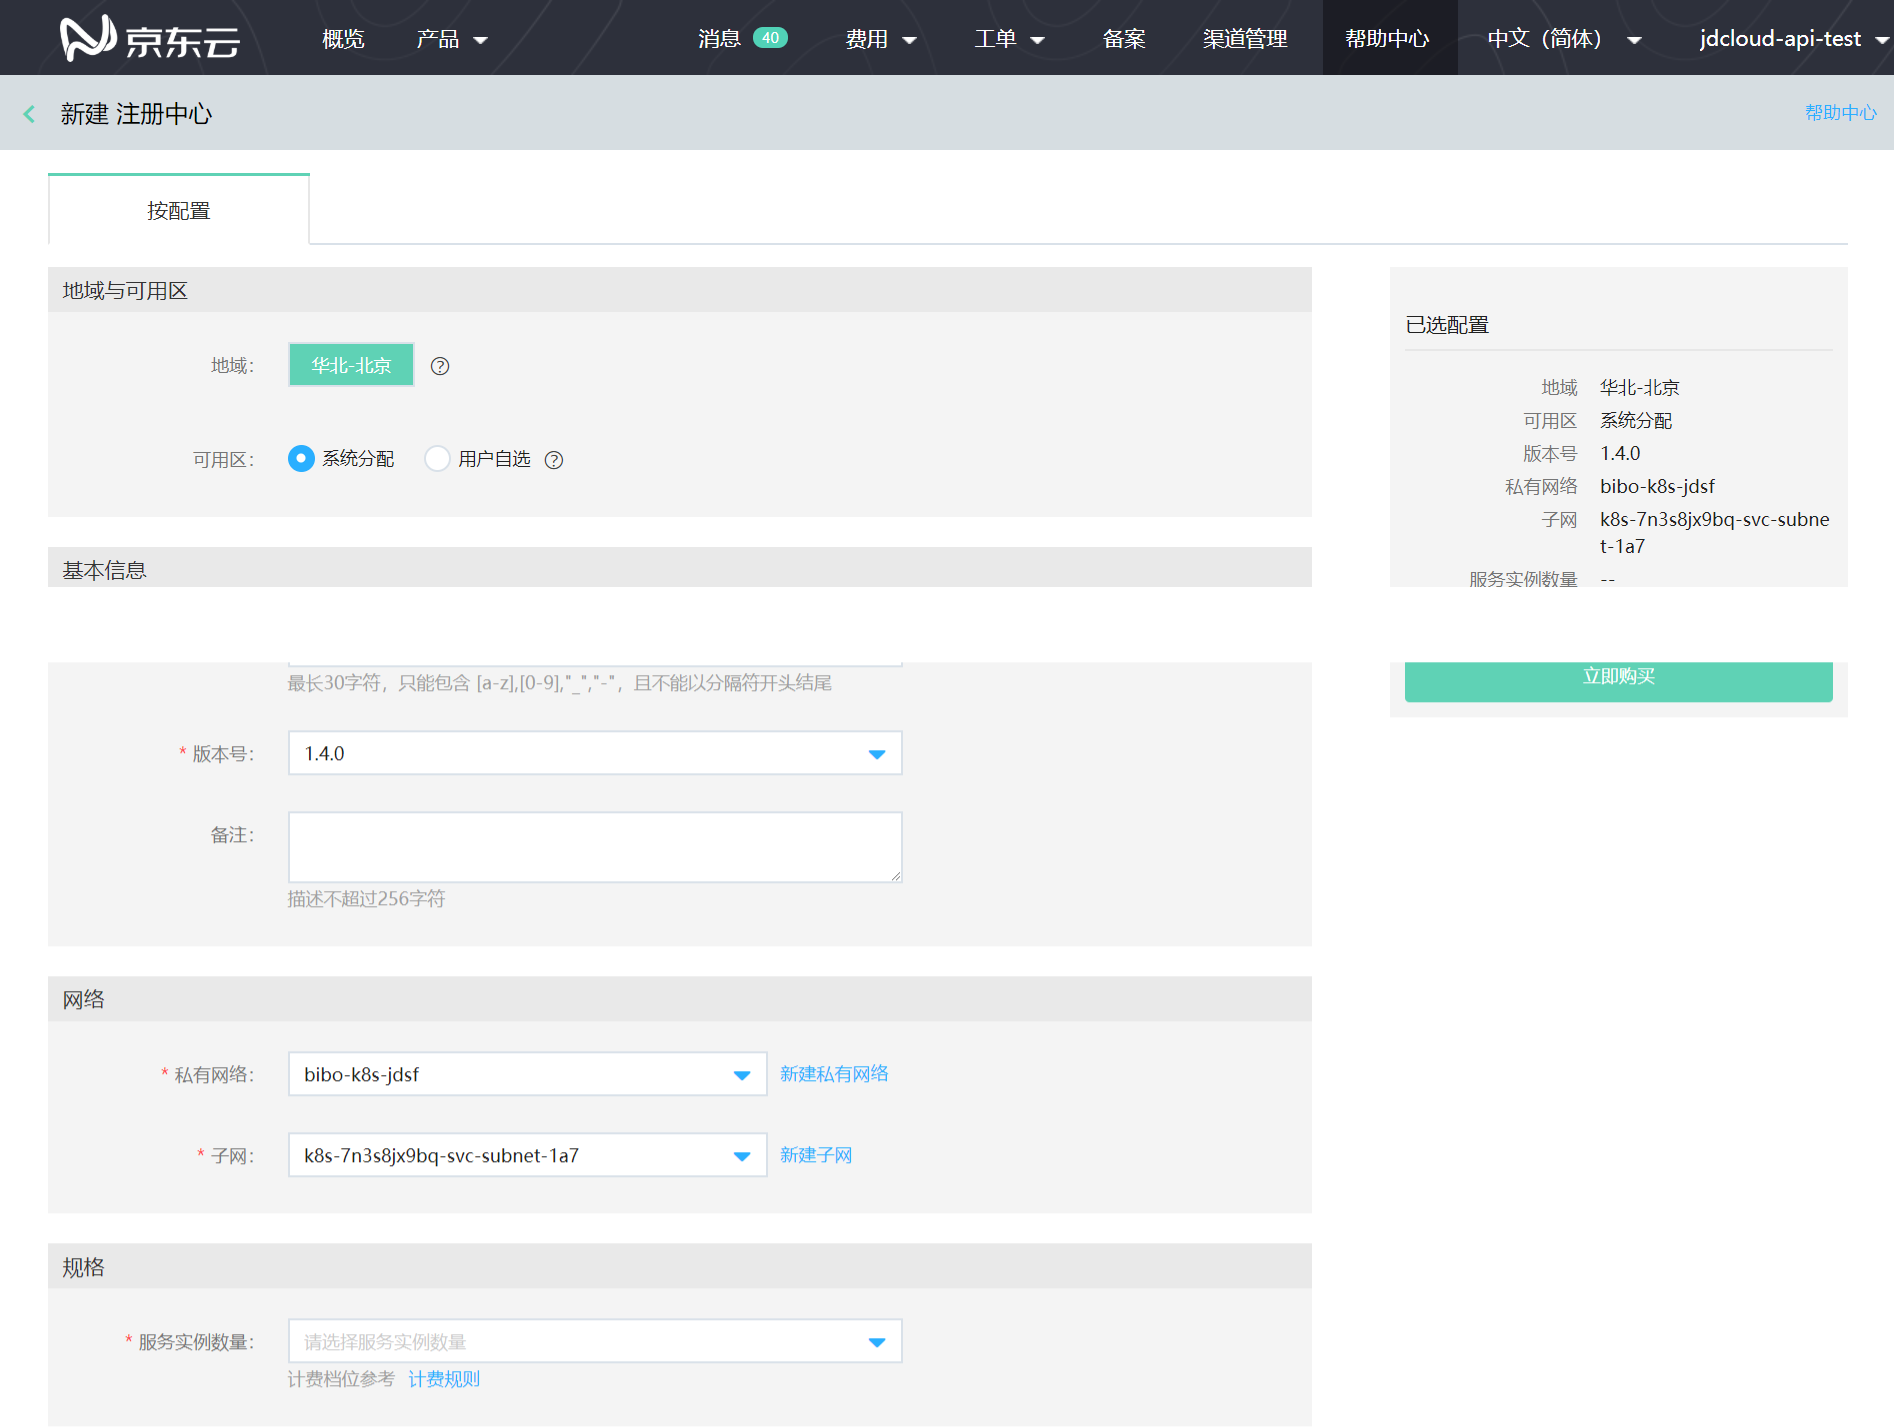 京东云 概览 产品 消息 40 费用 工单 备案 渠道管理 帮助中心 中文（简体） jdcloud-api-test
新建 注册中心 帮助中心
按配置
地域与可用区
地域： 华北-北京
可用区： 系统分配 用户自选
基本信息
最长30字符，只能包含 [a-z],[0-9],"_","-"，且不能以分隔符开头结尾
* 版本号： 1.4.0
备注：
描述不超过256字符
网络
* 私有网络： bibo-k8s-jdsf 新建私有网络
* 子网： k8s-7n3s8jx9bq-svc-subnet-1a7 新建子网
规格
* 服务实例数量： 请选择服务实例数量
计费档位参考 计费规则
已选配置
地域 华北-北京
可用区 系统分配
版本号 1.4.0
私有网络 bibo-k8s-jdsf
子网 k8s-7n3s8jx9bq-svc-subne
t-1a7
服务实例数量 --
立即购买